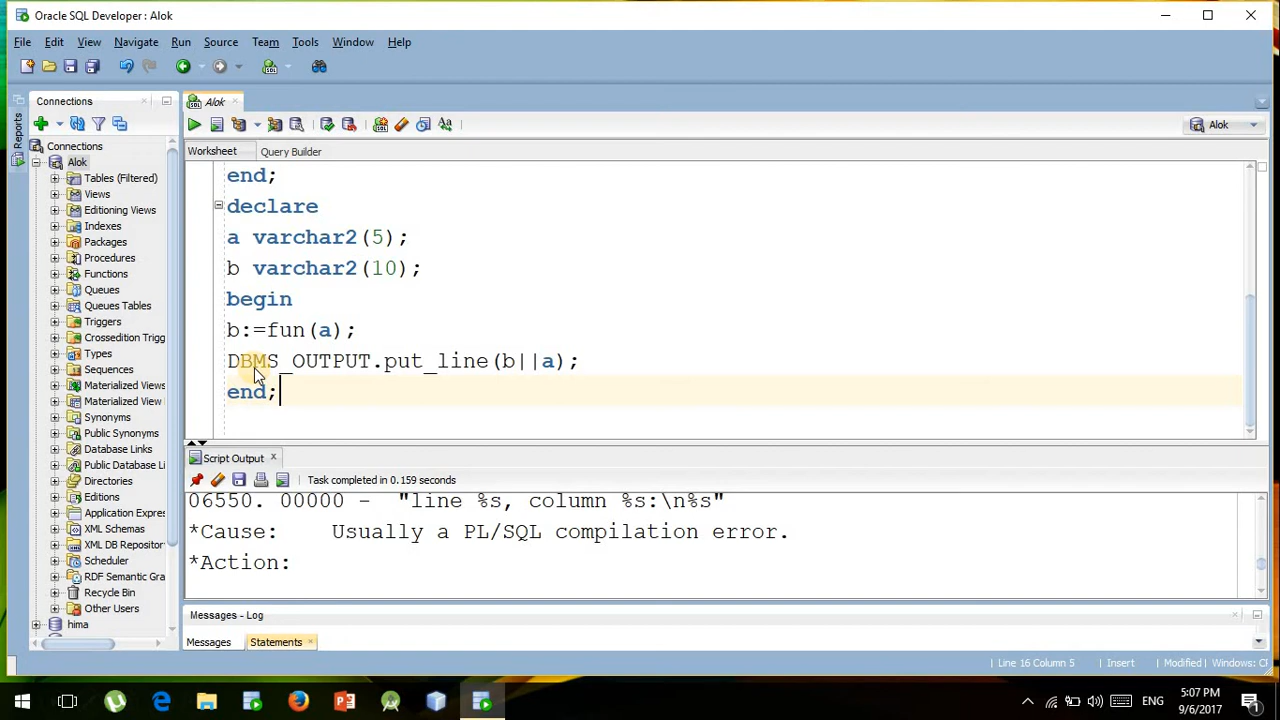 Oracle SQL Developer : Alok
File Edit View Navigate Run Source Team Tools Window Help
Connections
Alok
Alok
Worksheet Query Builder
Reports
Connections
Alok
Tables (Filtered)
Views
Editioning Views
Indexes
Packages
Procedures
Functions
Queues
Queues Tables
Triggers
Crossedition Trigg
Types
Sequences
Materialized Views
Materialized View
Synonyms
Public Synonyms
Database Links
Public Database Li
Directories
Editions
Application Expres
XML Schemas
XML DB Repositor
Scheduler
RDF Semantic Gra
Recycle Bin
Other Users
hima
end;
declare
a varchar2(5);
b varchar2(10);
begin
b:=fun(a);
DBMS_OUTPUT.put_line(b||a);
end;
Script Output
Task completed in 0.159 seconds
06550. 00000 - "line %s, column %s:\n%s"
*Cause: Usually a PL/SQL compilation error.
*Action:
Messages - Log
Messages Statements
Line 16 Column 5 Insert Modified Windows: CF
ENG
5:07 PM
9/6/2017